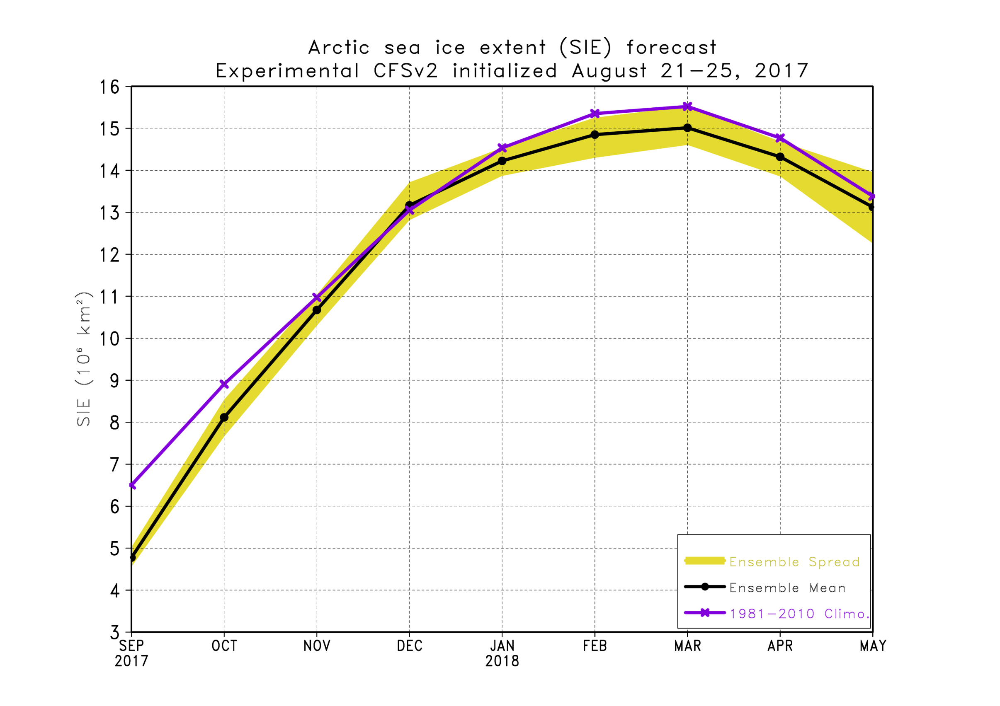 Arctic sea ice extent (SIE) forecast
Experimental CFSv2 initialized August 21-25, 2017
16
15
14
13
12
11
10
9
8
7
6
5
4
3
SIE (10⁶ km²)
SEP OCT NOV DEC JAN FEB MAR APR MAY
2017 2018
Ensemble Spread
Ensemble Mean
1981-2010 Climo.